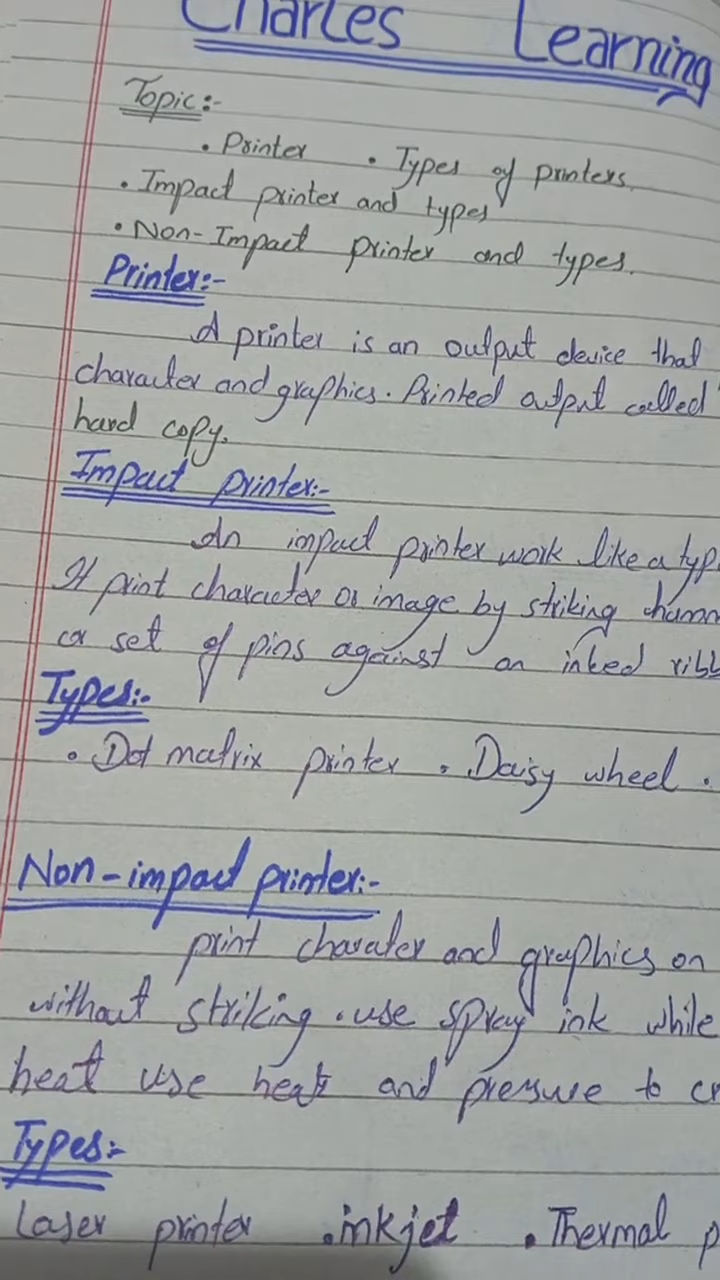 Charles Learning
Topic:-
• Printer • Types of printers.
• Impact printer and types
• Non-Impact printer and types.
Printer:-
A printer is an output device that
character and graphics. Printed output called
hard copy.
Impact printer:-
An impact printer work like a typ
It print character or image by striking hamm
or set of pins against an inked ribb
Types:-
• Dot matrix printer • Daisy wheel •
Non-impact printer:-
print charater and graphics on
without striking. use spray ink while
heat use heat and pressure to cr
Types:-
Laser printer • inkjet • Thermal p